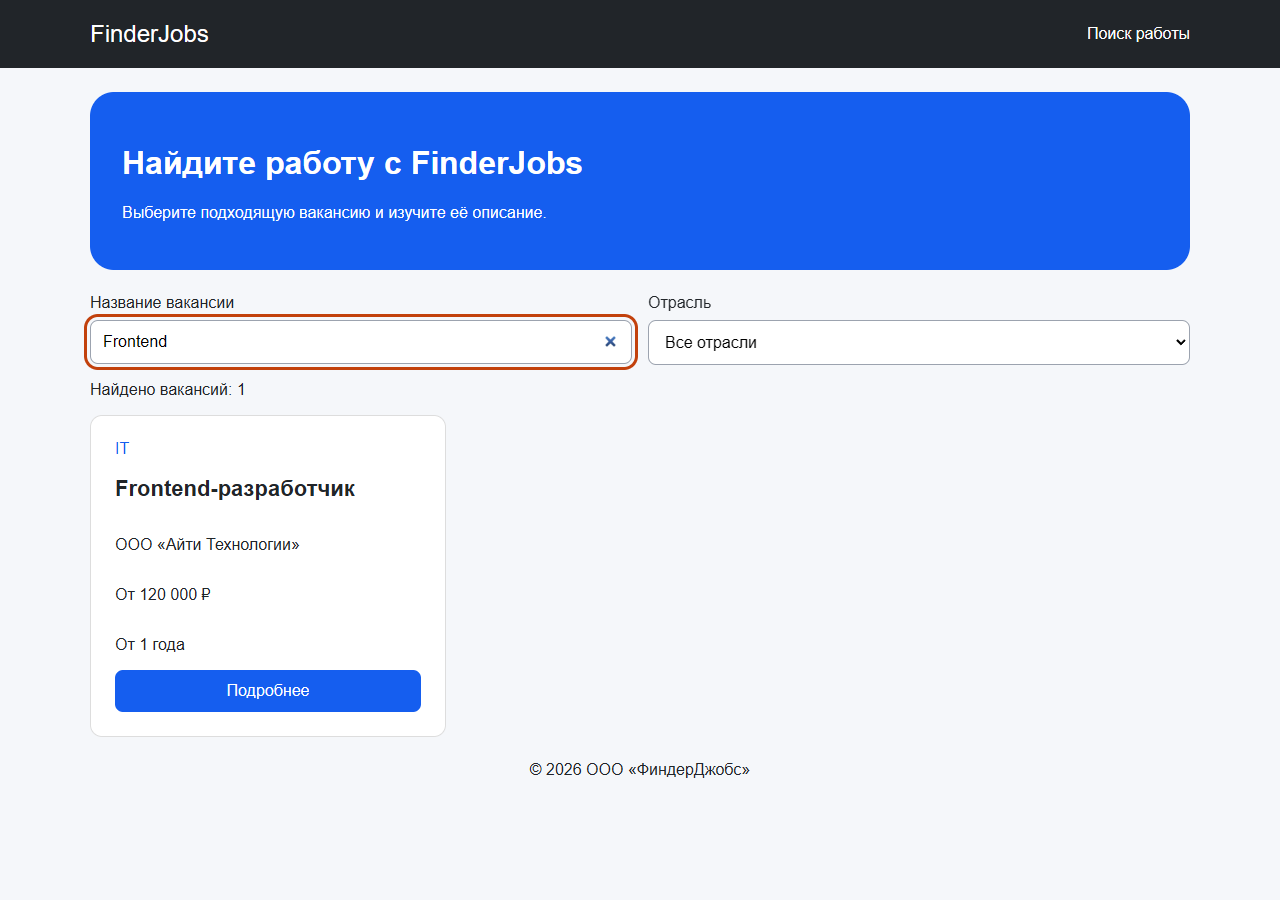 FinderJobs
Поиск работы
Найдите работу с FinderJobs
Выберите подходящую вакансию и изучите её описание.
Название вакансии
Отрасль
Frontend
Все отрасли
Найдено вакансий: 1
IT
Frontend-разработчик
ООО «Айти Технологии»
От 120 000 ₽
От 1 года
Подробнее
© 2026 ООО «ФиндерДжобс»